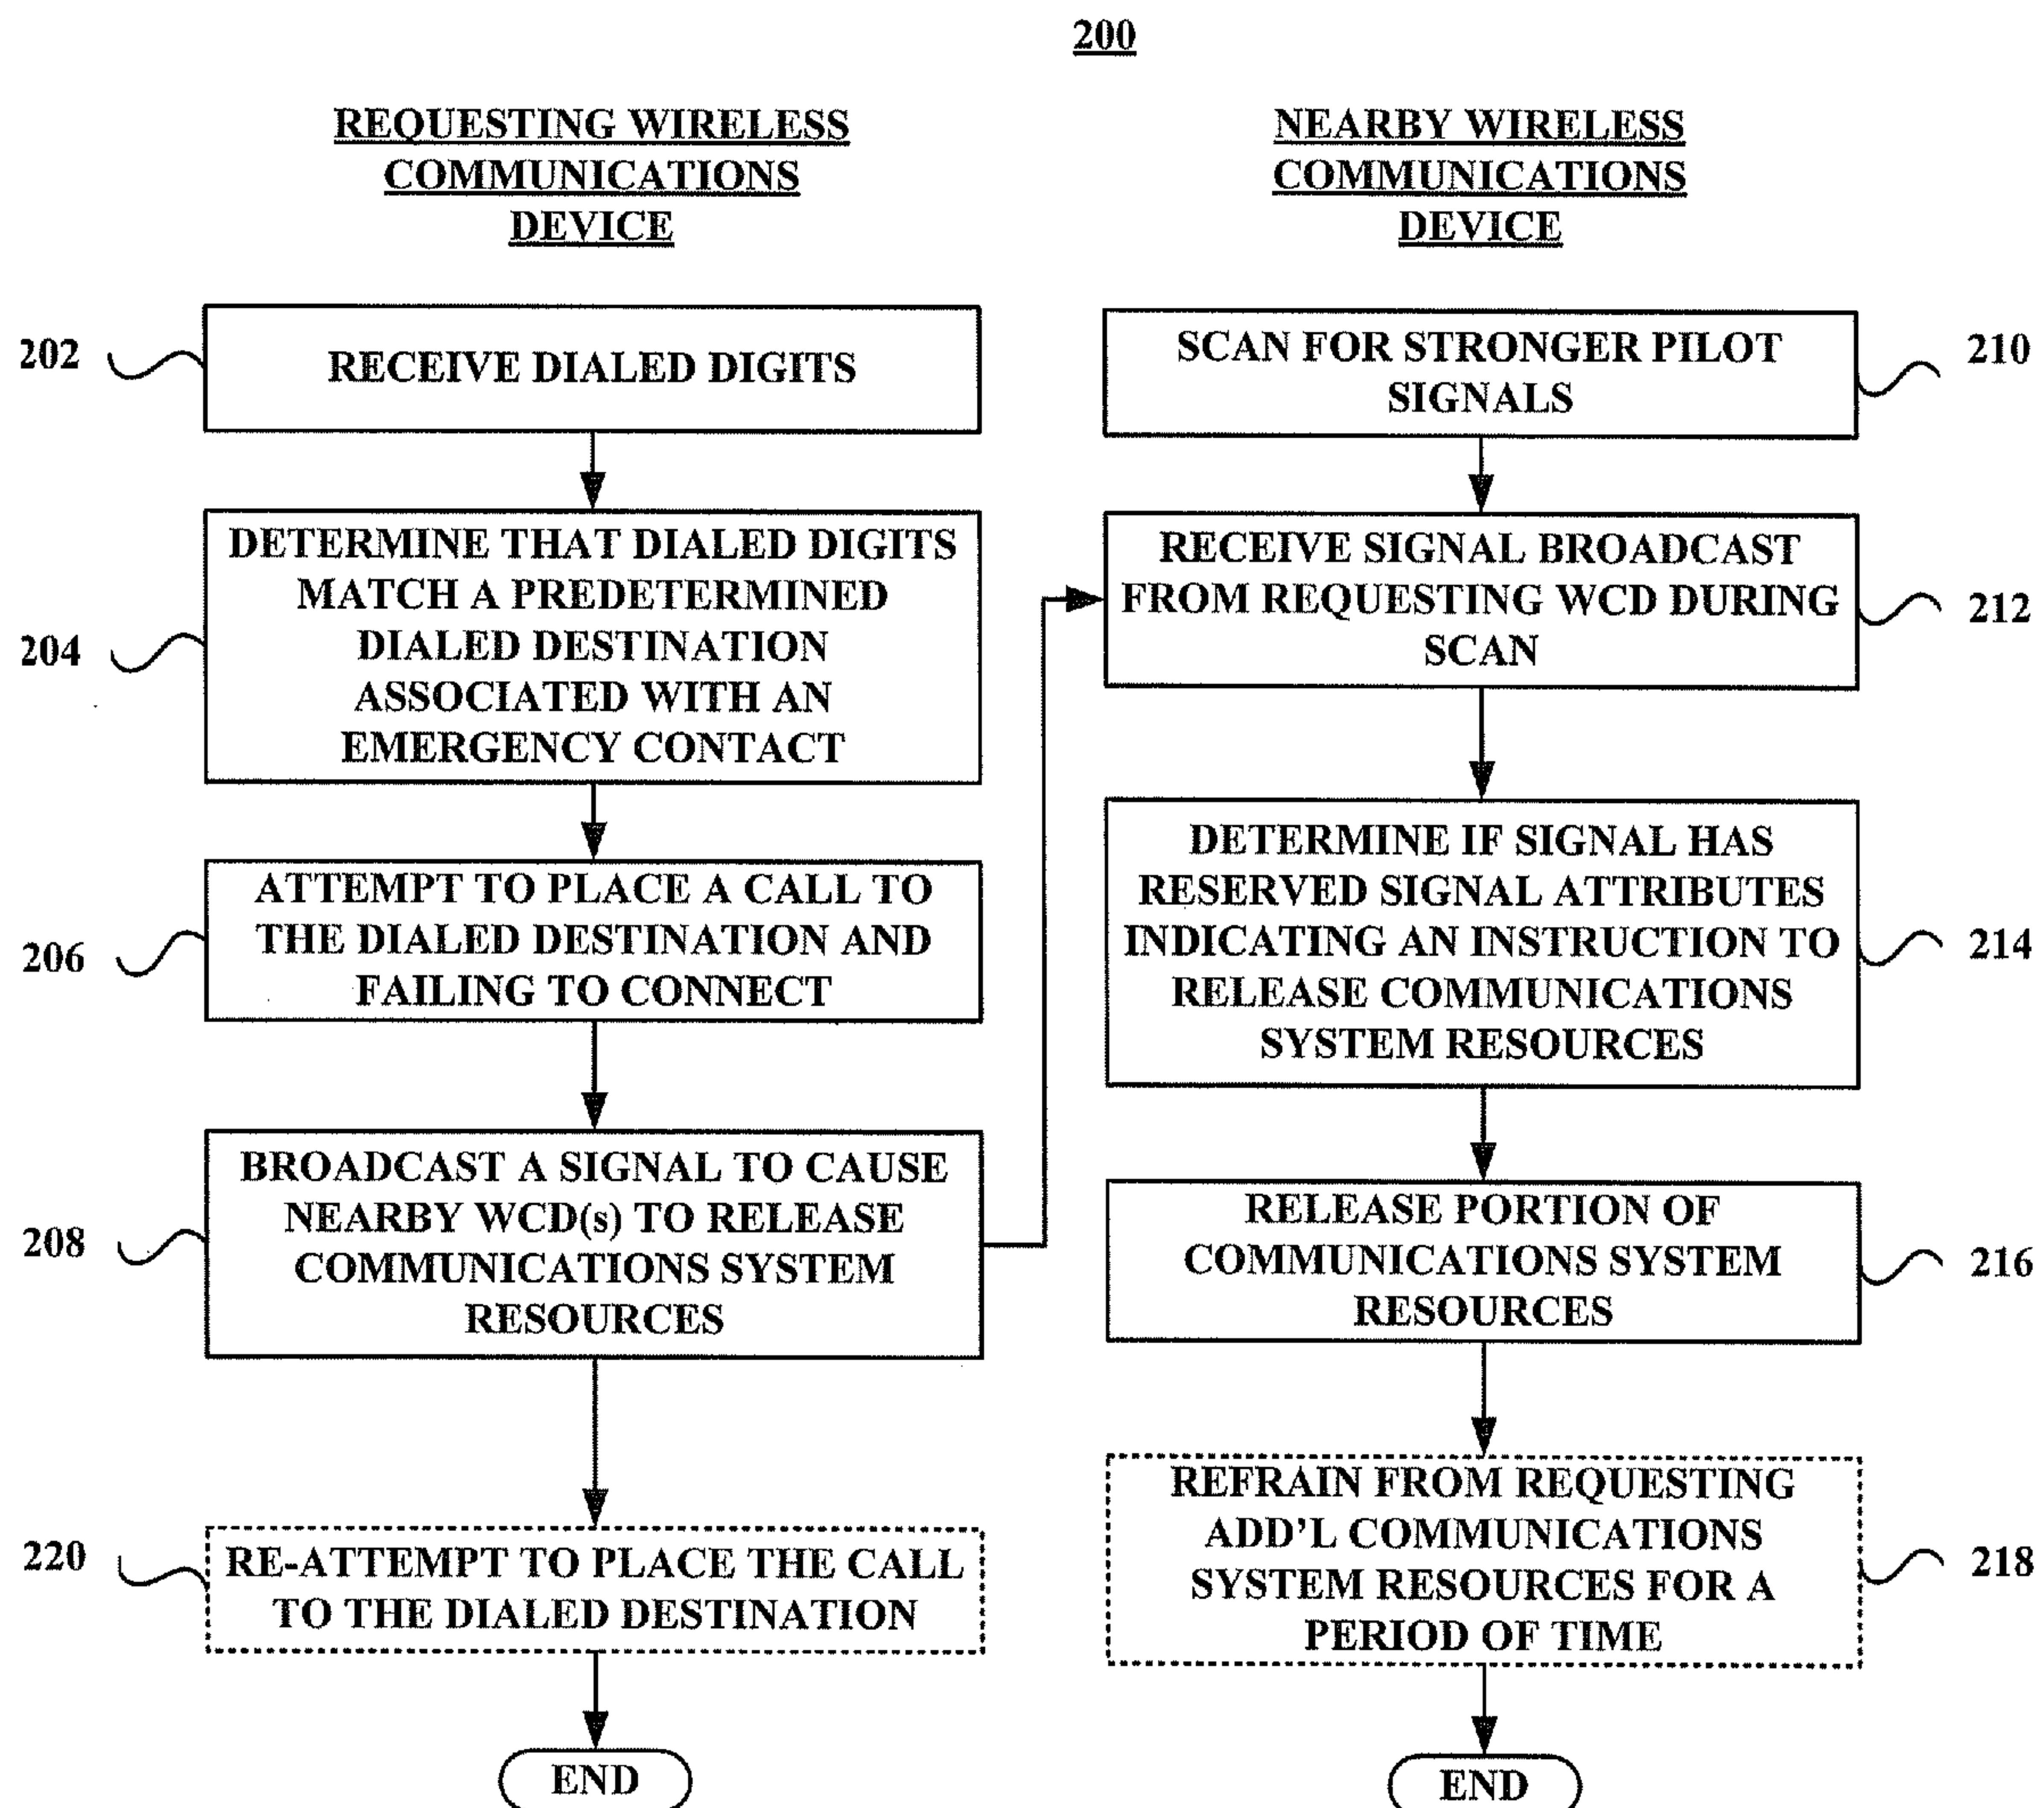 200
REQUESTING WIRELESS
COMMUNICATIONS
DEVICE
202
RECEIVE DIALED DIGITS
204
DETERMINE THAT DIALED DIGITS
MATCH A PREDETERMINED
DIALED DESTINATION
ASSOCIATED WITH AN
EMERGENCY CONTACT
206
ATTEMPT TO PLACE A CALL TO
THE DIALED DESTINATION AND
FAILING TO CONNECT
208
BROADCAST A SIGNAL TO CAUSE
NEARBY WCD(s) TO RELEASE
COMMUNICATIONS SYSTEM
RESOURCES
220
RE-ATTEMPT TO PLACE THE CALL
TO THE DIALED DESTINATION
END
NEARBY WIRELESS
COMMUNICATIONS
DEVICE
SCAN FOR STRONGER PILOT
SIGNALS
210
RECEIVE SIGNAL BROADCAST
FROM REQUESTING WCD DURING
SCAN
212
DETERMINE IF SIGNAL HAS
RESERVED SIGNAL ATTRIBUTES
INDICATING AN INSTRUCTION TO
RELEASE COMMUNICATIONS
SYSTEM RESOURCES
214
RELEASE PORTION OF
COMMUNICATIONS SYSTEM
RESOURCES
216
REFRAIN FROM REQUESTING
ADD'L COMMUNICATIONS
SYSTEM RESOURCES FOR A
PERIOD OF TIME
218
END